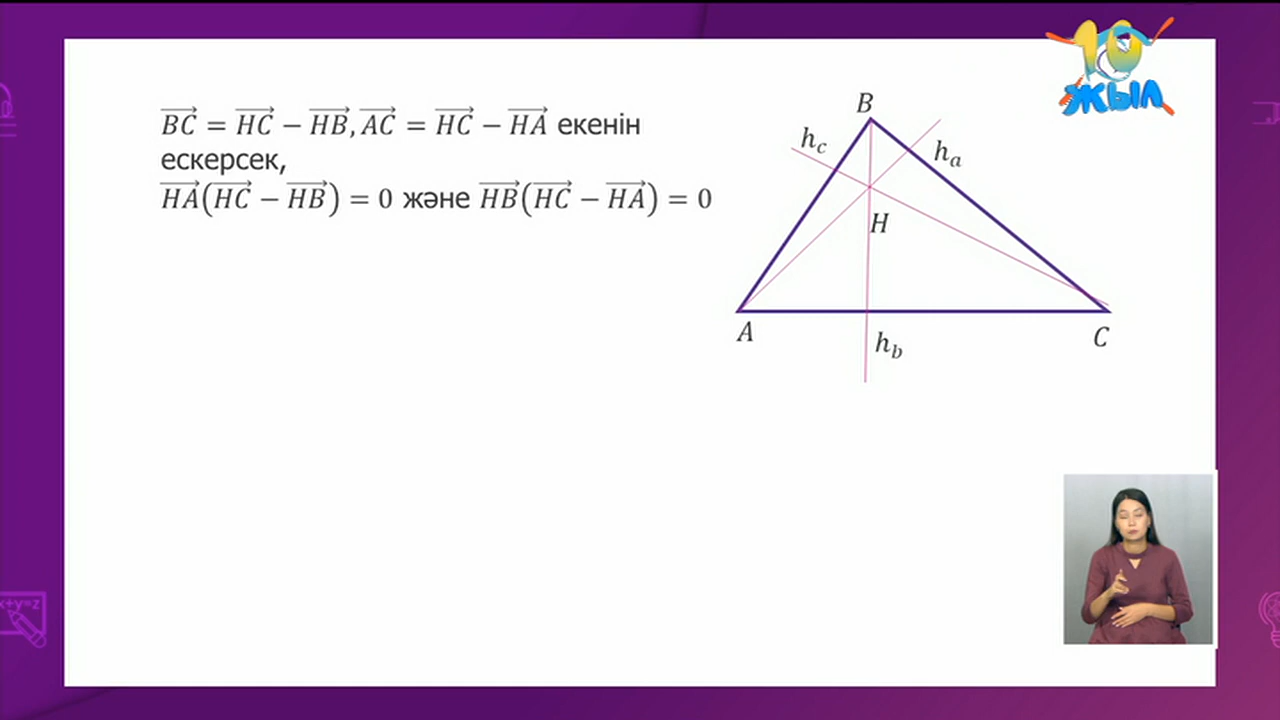 10
ЖЫЛ
$\overrightarrow{BC} = \overrightarrow{HC} - \overrightarrow{HB}, \overrightarrow{AC} = \overrightarrow{HC} - \overrightarrow{HA}$ екенін
ескерсек,
$\overrightarrow{HA}(\overrightarrow{HC} - \overrightarrow{HB}) = 0$ және $\overrightarrow{HB}(\overrightarrow{HC} - \overrightarrow{HA}) = 0$
B
$h_c$
$h_a$
H
A
C
$h_b$
x+y=z